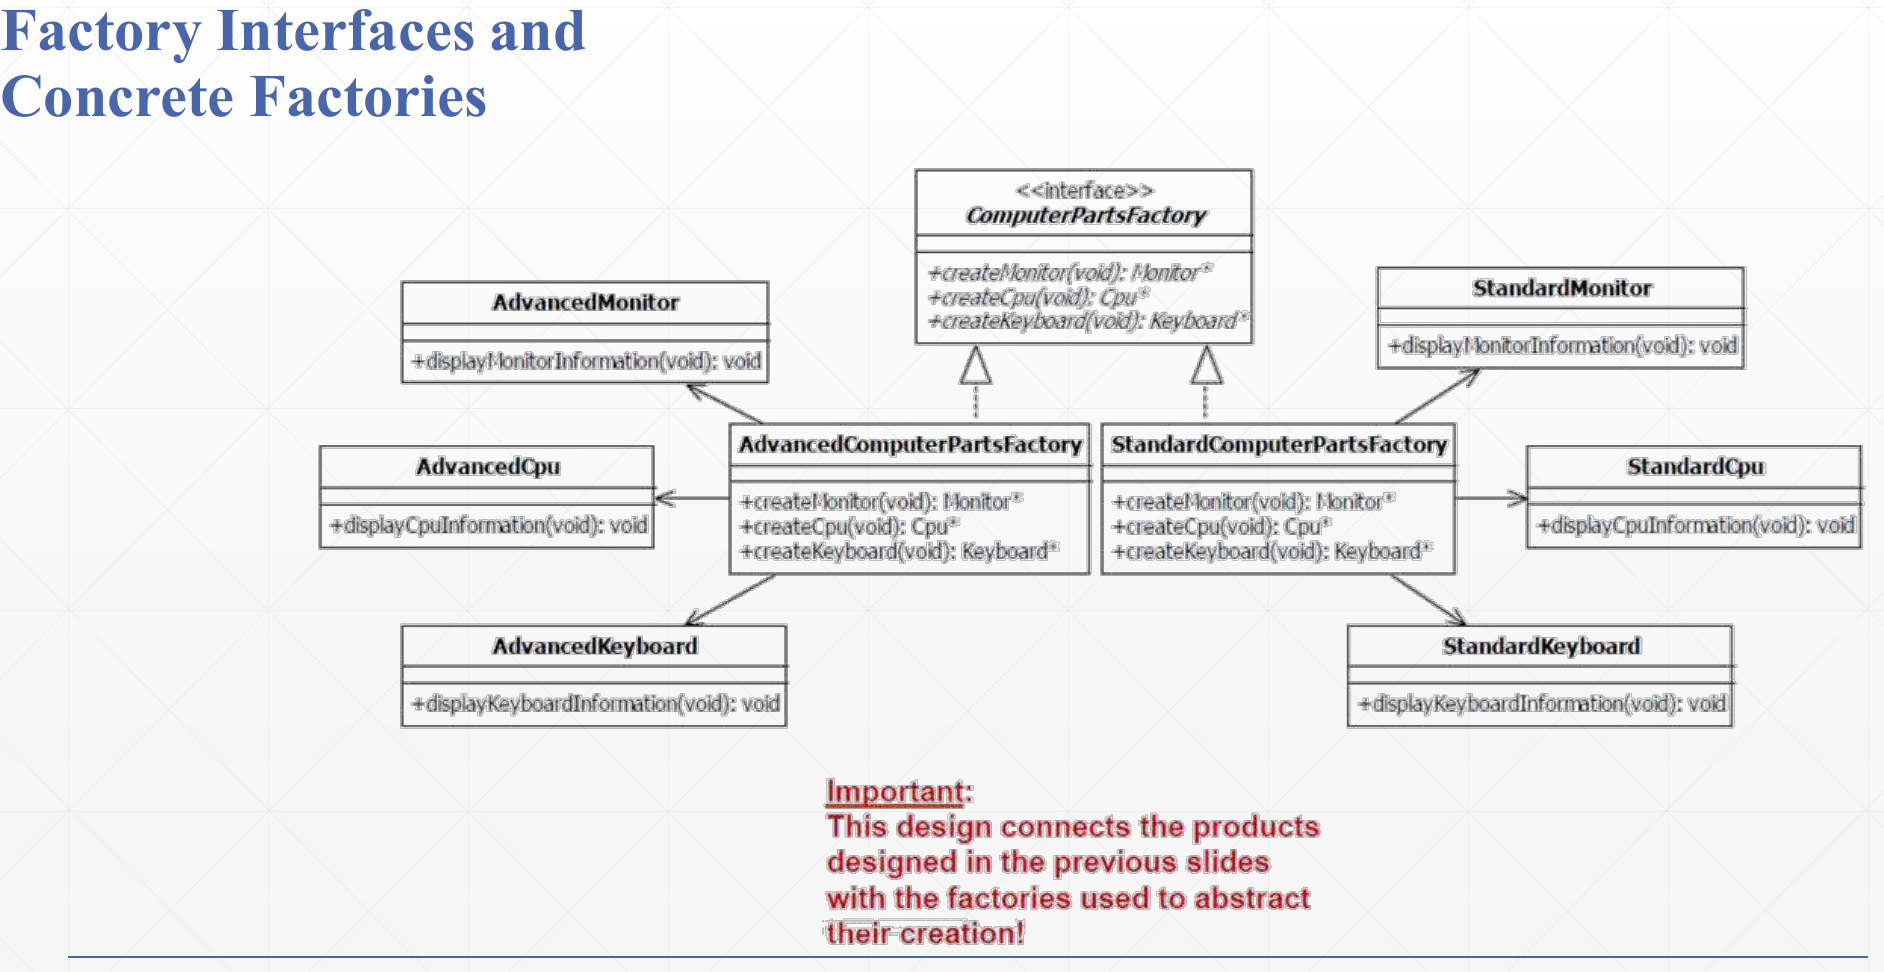 Factory Interfaces and
Concrete Factories
<<interface>>
ComputerPartsFactory
+createMonitor(void): Monitor*
+createCpu(void): Cpu*
+createKeyboard(void): Keyboard*
AdvancedMonitor
+displayMonitorInformation(void): void
StandardMonitor
+displayMonitorInformation(void): void
AdvancedCpu
+displayCpuInformation(void): void
AdvancedComputerPartsFactory
+createMonitor(void): Monitor*
+createCpu(void): Cpu*
+createKeyboard(void): Keyboard*
StandardComputerPartsFactory
+createMonitor(void): Monitor*
+createCpu(void): Cpu*
+createKeyboard(void): Keyboard*
StandardCpu
+displayCpuInformation(void): void
AdvancedKeyboard
+displayKeyboardInformation(void): void
StandardKeyboard
+displayKeyboardInformation(void): void
Important:
This design connects the products
designed in the previous slides
with the factories used to abstract
their creation!